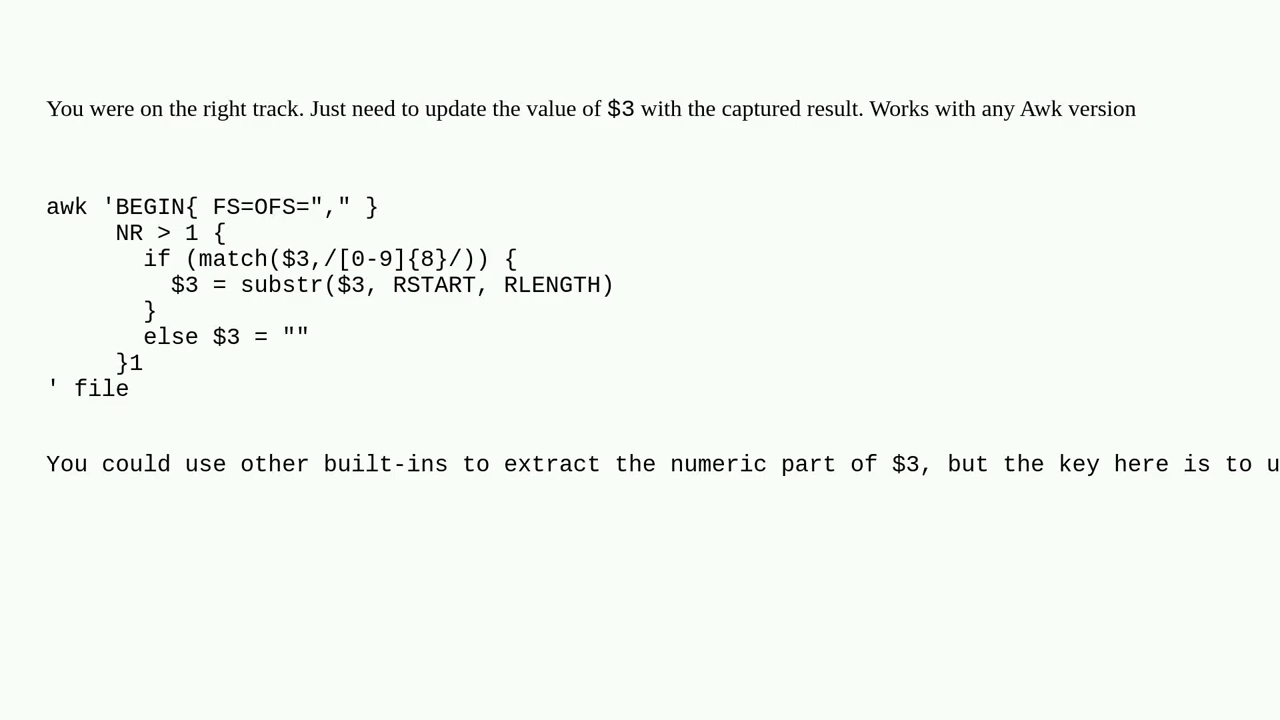 You were on the right track. Just need to update the value of $3 with the captured result. Works with any Awk version
awk 'BEGIN{ FS=OFS="," }
     NR > 1 {
       if (match($3,/[0-9]{8}/)) {
         $3 = substr($3, RSTART, RLENGTH)
       }
       else $3 = ""
     }1
' file
You could use other built-ins to extract the numeric part of $3, but the key here is to